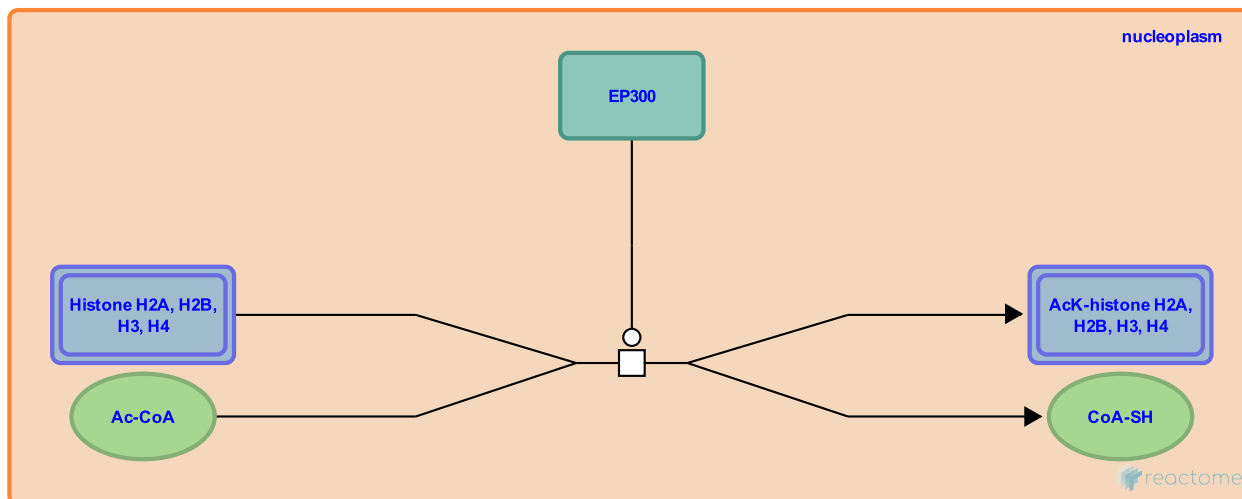 nucleoplasm
EP300
Histone H2A, H2B,
H3, H4
AcK-histone H2A,
H2B, H3, H4
Ac-CoA
CoA-SH
reactome